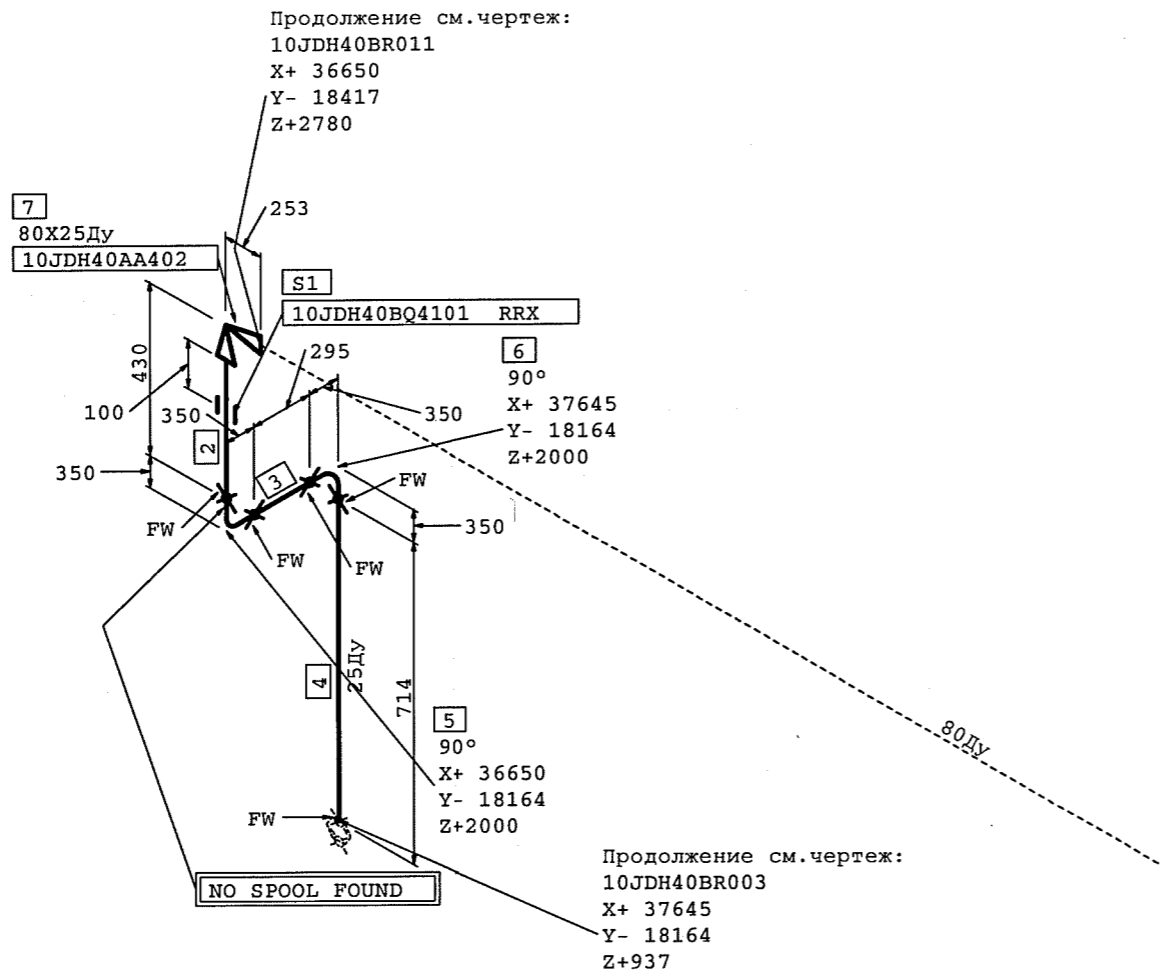 Продолжение см.чертеж:
10JDH40BR011
X+ 36650
Y- 18417
Z+2780
7
80X25Ду
10JDH40AA402
253
S1
10JDH40BQ4101 RRX
430
100
350
295
350
6
90°
X+ 37645
Y- 18164
Z+2000
2
3
350
FW
FW
FW
FW
350
4
25Ду
714
5
90°
X+ 36650
Y- 18164
Z+2000
80Ду
FW
NO SPOOL FOUND
Продолжение см.чертеж:
10JDH40BR003
X+ 37645
Y- 18164
Z+937